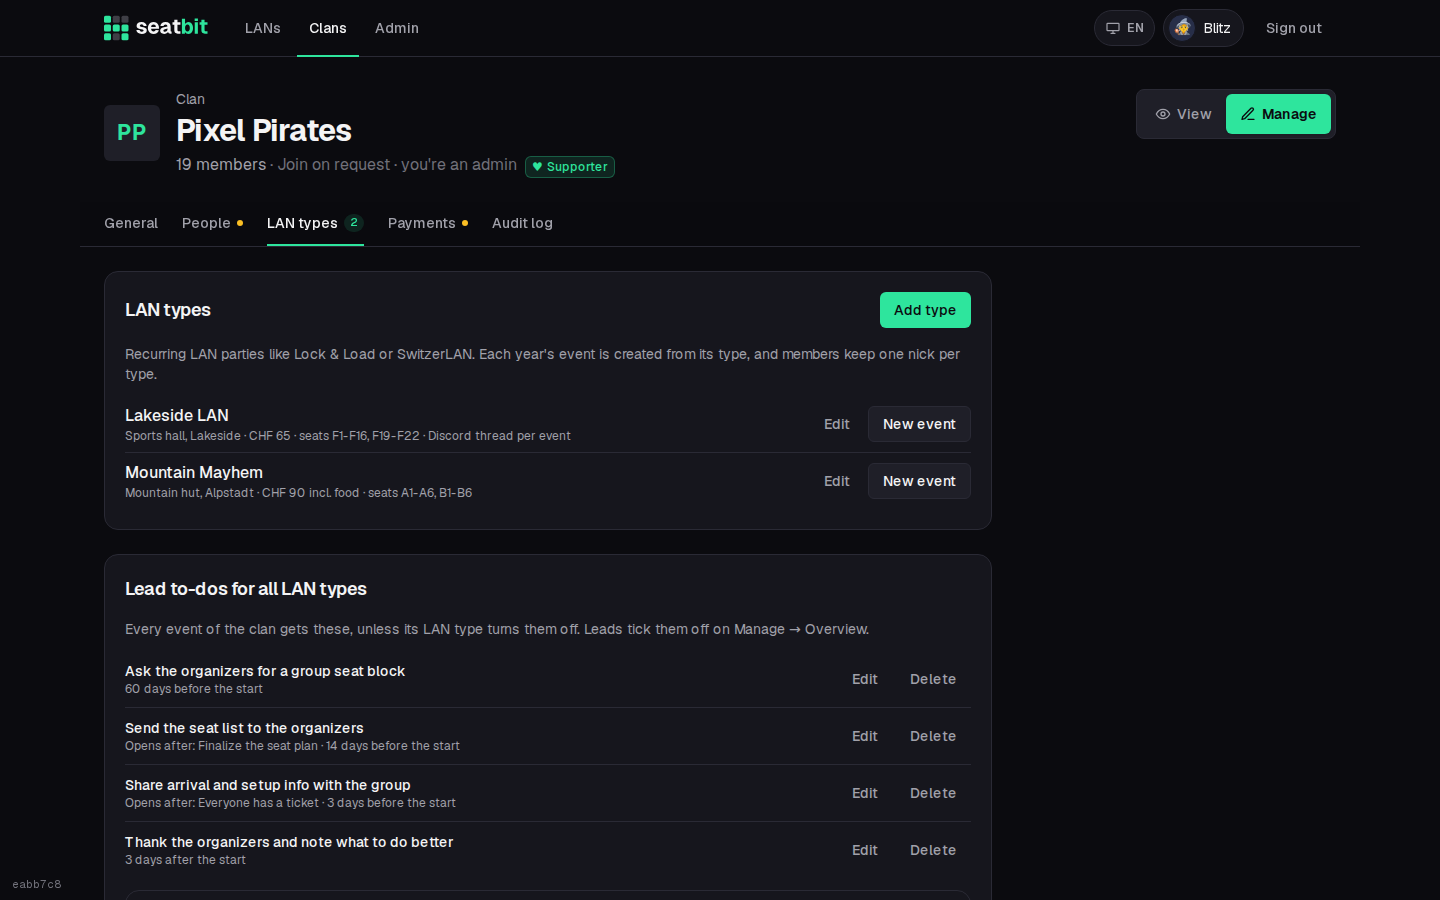 seatbit
LANs
Clans
Admin
EN
Blitz
Sign out
PP
Clan
Pixel Pirates
19 members · Join on request · you're an admin
♥ Supporter
View
Manage
General
People
LAN types 2
Payments
Audit log
LAN types
Add type
Recurring LAN parties like Lock & Load or SwitzerLAN. Each year's event is created from its type, and members keep one nick per
type.
Lakeside LAN
Sports hall, Lakeside · CHF 65 · seats F1-F16, F19-F22 · Discord thread per event
Edit
New event
Mountain Mayhem
Mountain hut, Alpstadt · CHF 90 incl. food · seats A1-A6, B1-B6
Edit
New event
Lead to-dos for all LAN types
Every event of the clan gets these, unless its LAN type turns them off. Leads tick them off on Manage → Overview.
Ask the organizers for a group seat block
60 days before the start
Edit
Delete
Send the seat list to the organizers
Opens after: Finalize the seat plan · 14 days before the start
Edit
Delete
Share arrival and setup info with the group
Opens after: Everyone has a ticket · 3 days before the start
Edit
Delete
Thank the organizers and note what to do better
3 days after the start
Edit
Delete
eabb7c8